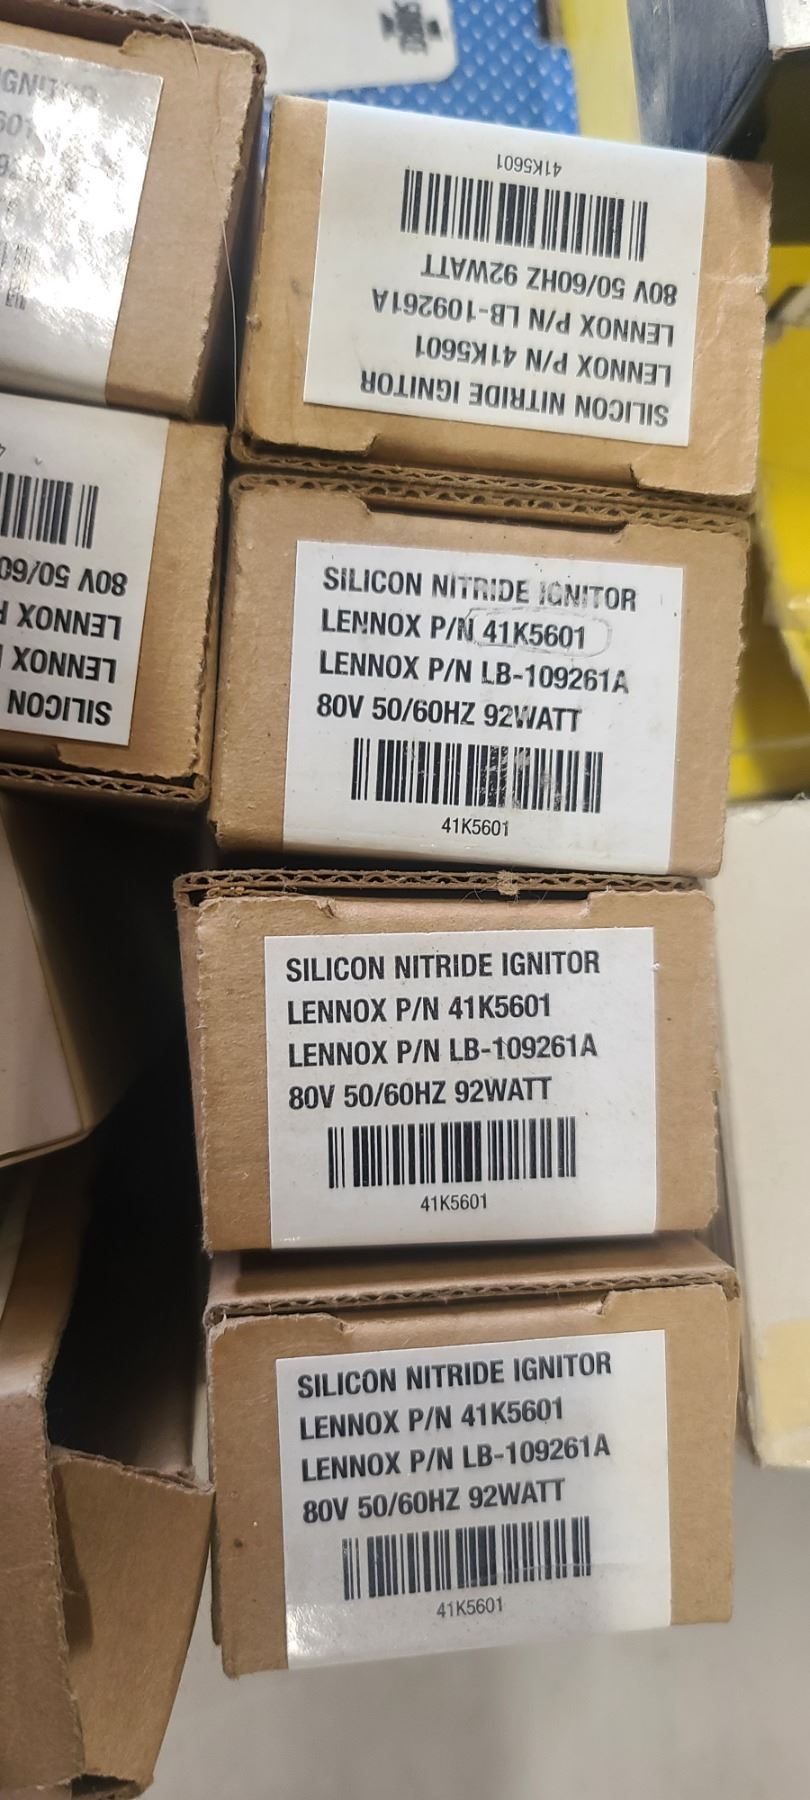 IGNITOR
41K5601
80V 50/60HZ 92WATT
LENNOX P/N LB-109261A
LENNOX P/N 41K5601
SILICON NITRIDE IGNITOR
80V 50/60
LENNOX
LENNOX
SILICON
SILICON NITRIDE IGNITOR
LENNOX P/N 41K5601
LENNOX P/N LB-109261A
80V 50/60HZ 92WATT
41K5601
SILICON NITRIDE IGNITOR
LENNOX P/N 41K5601
LENNOX P/N LB-109261A
80V 50/60HZ 92WATT
41K5601
SILICON NITRIDE IGNITOR
LENNOX P/N 41K5601
LENNOX P/N LB-109261A
80V 50/60HZ 92WATT
41K5601